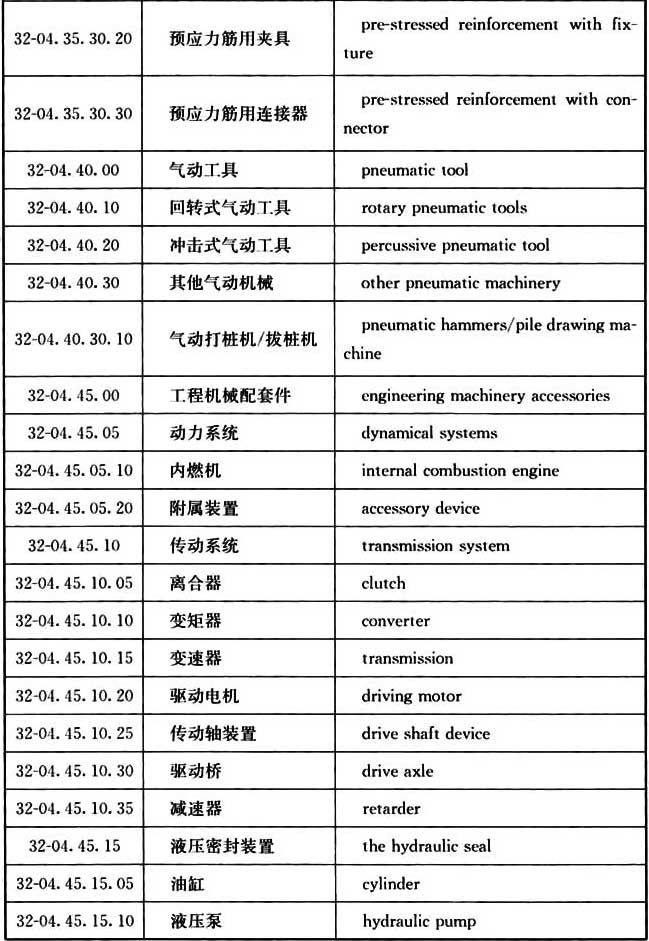 32-04. 35. 30. 20 预应力筋用夹具 pre-stressed reinforcement with fix-
ture
32-04. 35. 30. 30 预应力筋用连接器 pre-stressed reinforcement with con-
nector
32-04. 40. 00 气动工具 pneumatic tool
32-04. 40. 10 回转式气动工具 rotary pneumatic tools
32-04. 40. 20 冲击式气动工具 percussive pneumatic tool
32-04. 40. 30 其他气动机械 other pneumatic machinery
32-04. 40. 30. 10 气动打桩机/拔桩机 pneumatic hammers/pile drawing ma-
chine
32-04. 45. 00 工程机械配套件 engineering machinery accessories
32-04. 45. 05 动力系统 dynamical systems
32-04. 45. 05. 10 内燃机 internal combustion engine
32-04. 45. 05. 20 附属装置 accessory device
32-04. 45. 10 传动系统 transmission system
32-04. 45. 10. 05 离合器 clutch
32-04. 45. 10. 10 变矩器 converter
32-04. 45. 10. 15 变速器 transmission
32-04. 45. 10. 20 驱动电机 driving motor
32-04. 45. 10. 25 传动轴装置 drive shaft device
32-04. 45. 10. 30 驱动桥 drive axle
32-04. 45. 10. 35 减速器 retarder
32-04. 45. 15 液压密封装置 the hydraulic seal
32-04. 45. 15. 05 油缸 cylinder
32-04. 45. 15. 10 液压泵 hydraulic pump